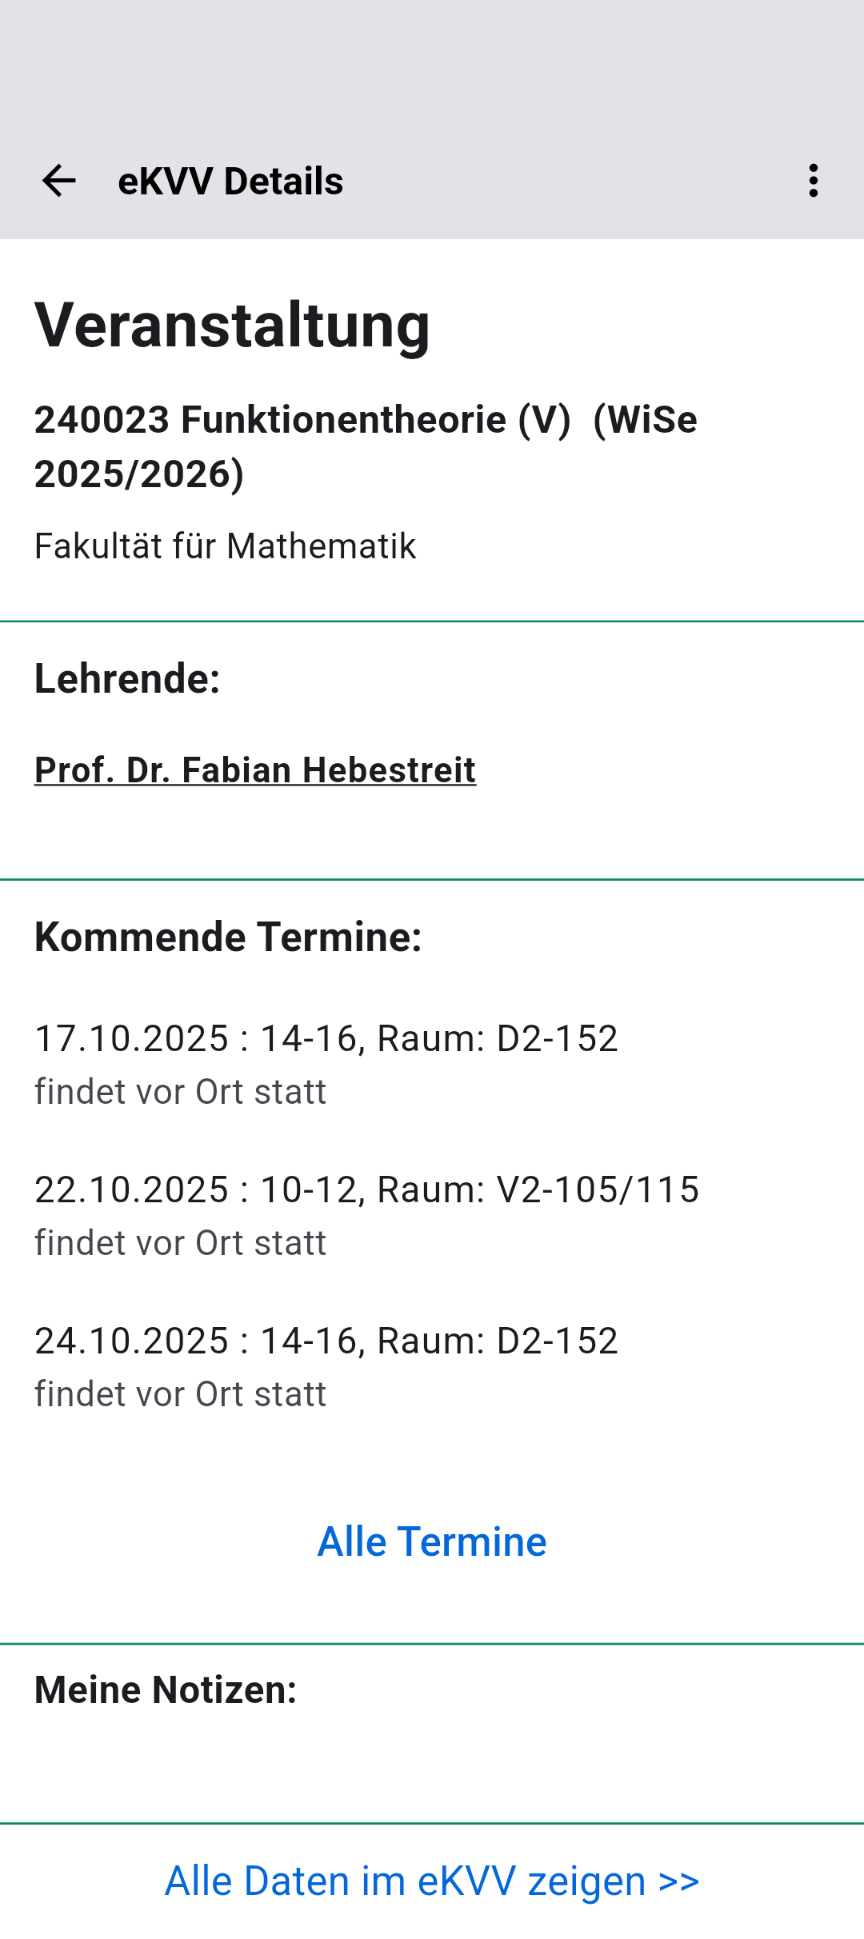 eKVV Details
Veranstaltung
240023 Funktionentheorie (V)  (WiSe
2025/2026)
Fakultät für Mathematik
Lehrende:
Prof. Dr. Fabian Hebestreit
Kommende Termine:
17.10.2025 : 14-16, Raum: D2-152
findet vor Ort statt
22.10.2025 : 10-12, Raum: V2-105/115
findet vor Ort statt
24.10.2025 : 14-16, Raum: D2-152
findet vor Ort statt
Alle Termine
Meine Notizen:
Alle Daten im eKVV zeigen >>